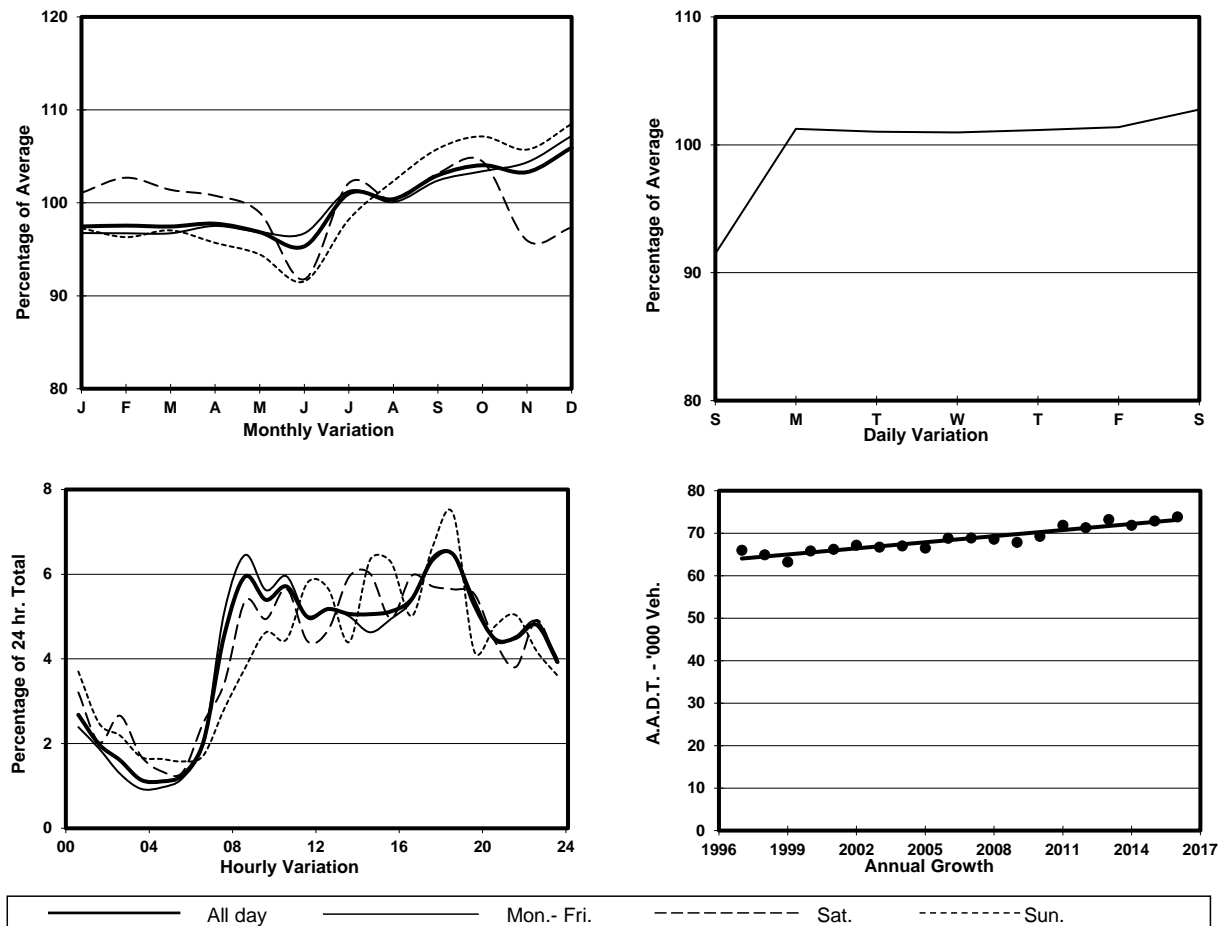 120
110
100
90
80
Percentage of Average
J F M A M J J A S O N D
Monthly Variation
110
100
90
80
Percentage of Average
S M T W T F S
Daily Variation
8
6
4
2
0
Percentage of 24 hr. Total
00 04 08 12 16 20 24
Hourly Variation
80
70
60
50
40
30
20
10
0
A.A.D.T. - '000 Veh.
1996 1999 2002 2005 2008 2011 2014 2017
Annual Growth
All day Mon.- Fri. Sat. Sun.